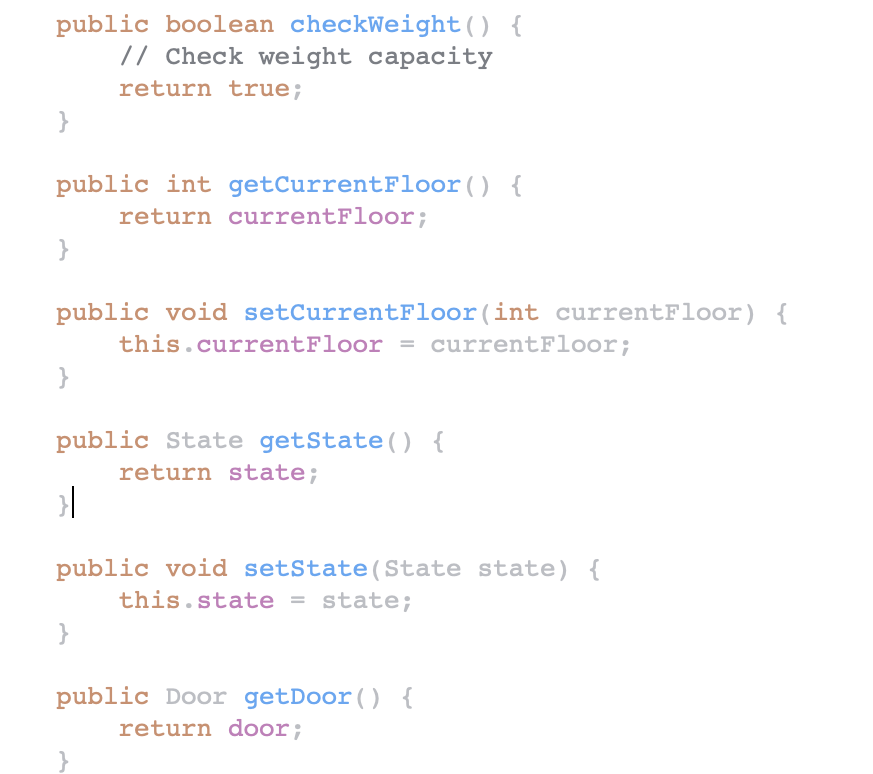 public boolean checkWeight() {
    // Check weight capacity
    return true;
}

public int getCurrentFloor() {
    return currentFloor;
}

public void setCurrentFloor(int currentFloor) {
    this.currentFloor = currentFloor;
}

public State getState() {
    return state;
}

public void setState(State state) {
    this.state = state;
}

public Door getDoor() {
    return door;
}